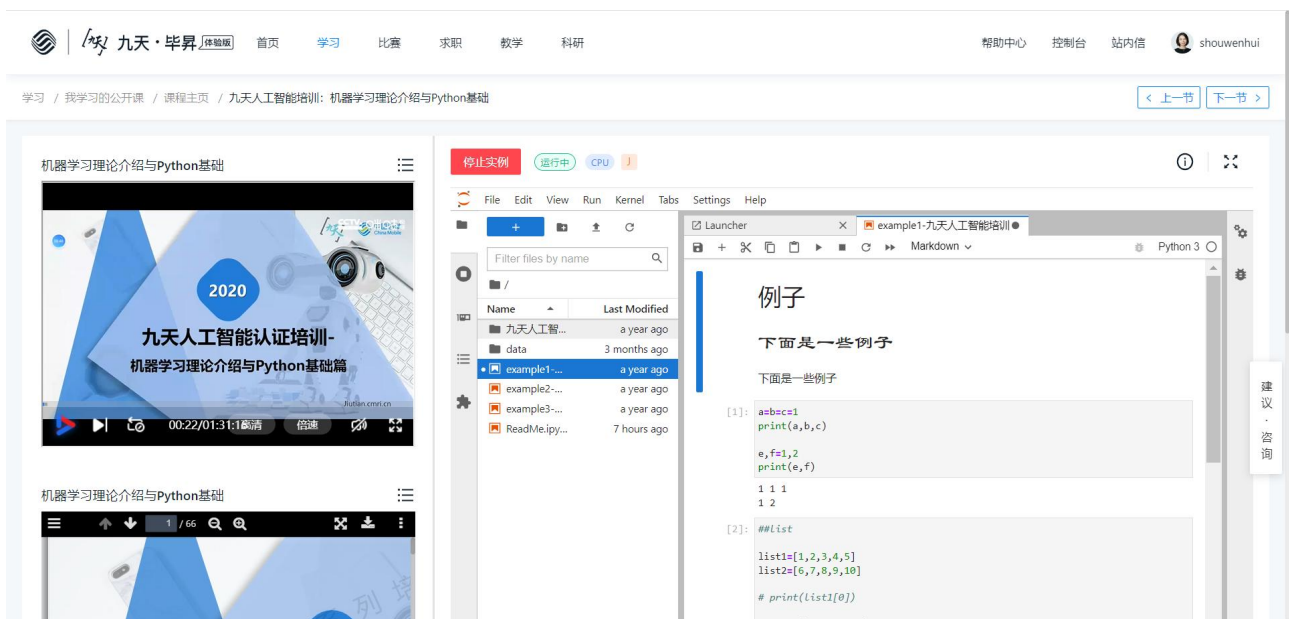 九天 九天・毕昇 体验版 首页 学习 比赛 求职 教学 科研 帮助中心 控制台 站内信 shouwenhui
学习 / 我学习的公开课 / 课程主页 / 九天人工智能培训: 机器学习理论介绍与Python基础 < 上一节 下一节 >
机器学习理论介绍与Python基础
China Mobile
2020
九天人工智能认证培训-
机器学习理论介绍与Python基础篇
Jiutian.cmri.cn
00:22/01:31:1 高清 倍速
机器学习理论介绍与Python基础
1 / 66
停止实例 运行中 CPU J
File Edit View Run Kernel Tabs Settings Help
Filter files by name
/
Name Last Modified
九天人工智... a year ago
data 3 months ago
example1-... a year ago
example2-... a year ago
example3-... a year ago
ReadMe.ipy... 7 hours ago
Launcher example1-九天人工智能培训
Markdown Python 3
例子
下面是一些例子
下面是一些例子
[1]: a=b=c=1
print(a,b,c)
e,f=1,2
print(e,f)
1 1 1
1 2
[2]: ##list
list1=[1,2,3,4,5]
list2=[6,7,8,9,10]
# print(list1[0])
建议・咨询